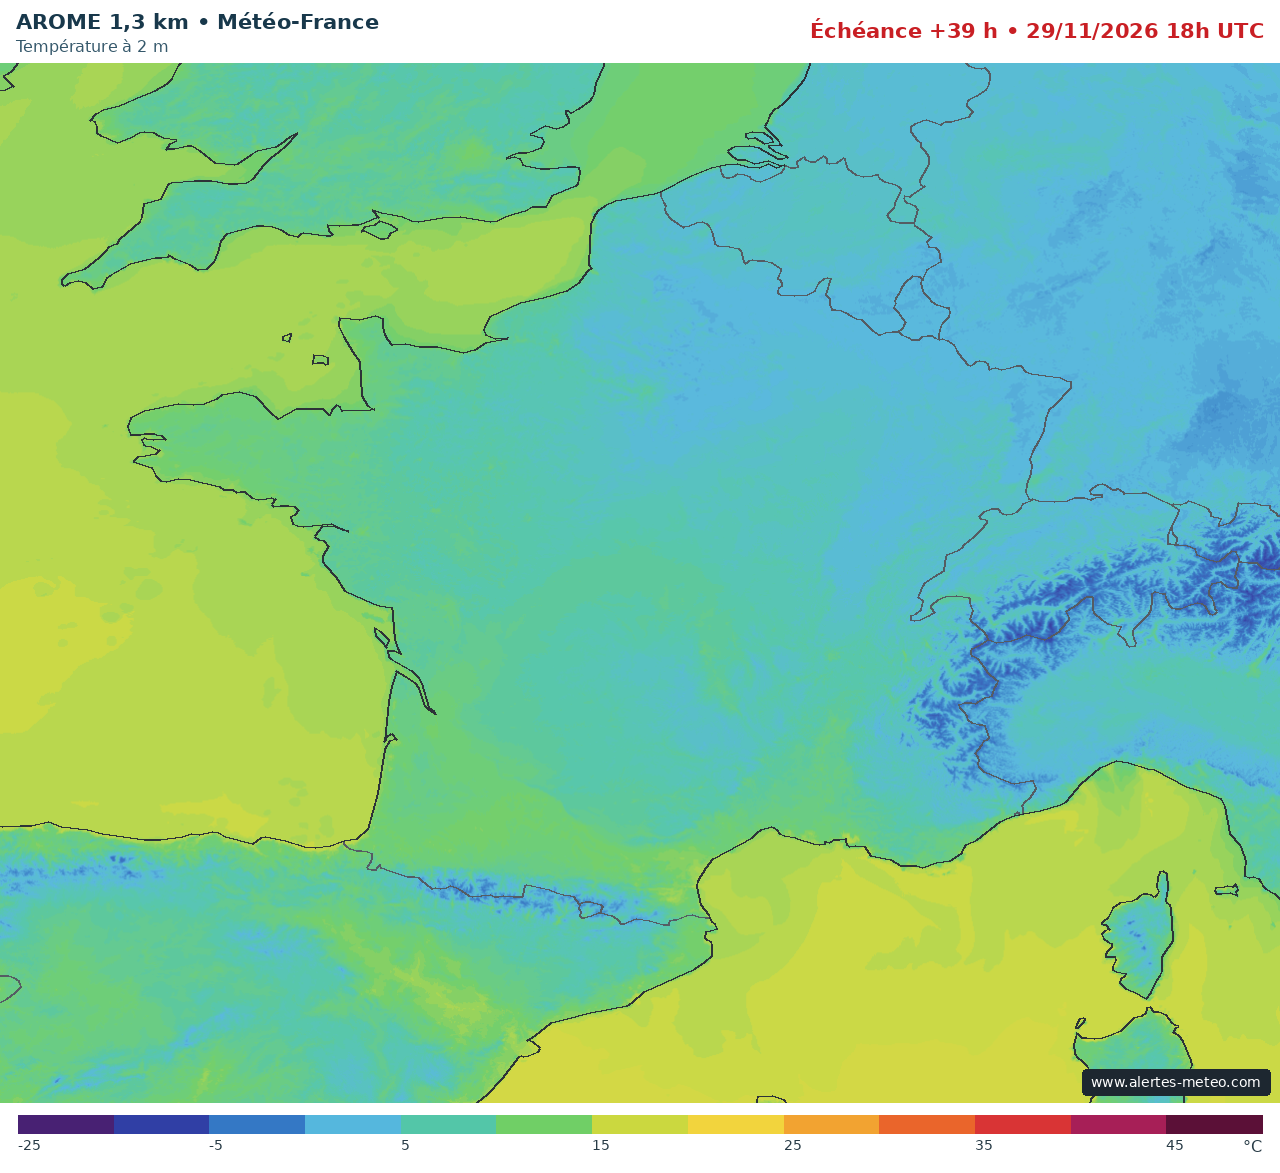 AROME 1,3 km • Météo-France
Température à 2 m
Échéance +39 h • 29/11/2026 18h UTC
www.alertes-meteo.com
-25 -5 5 15 25 35 45 °C